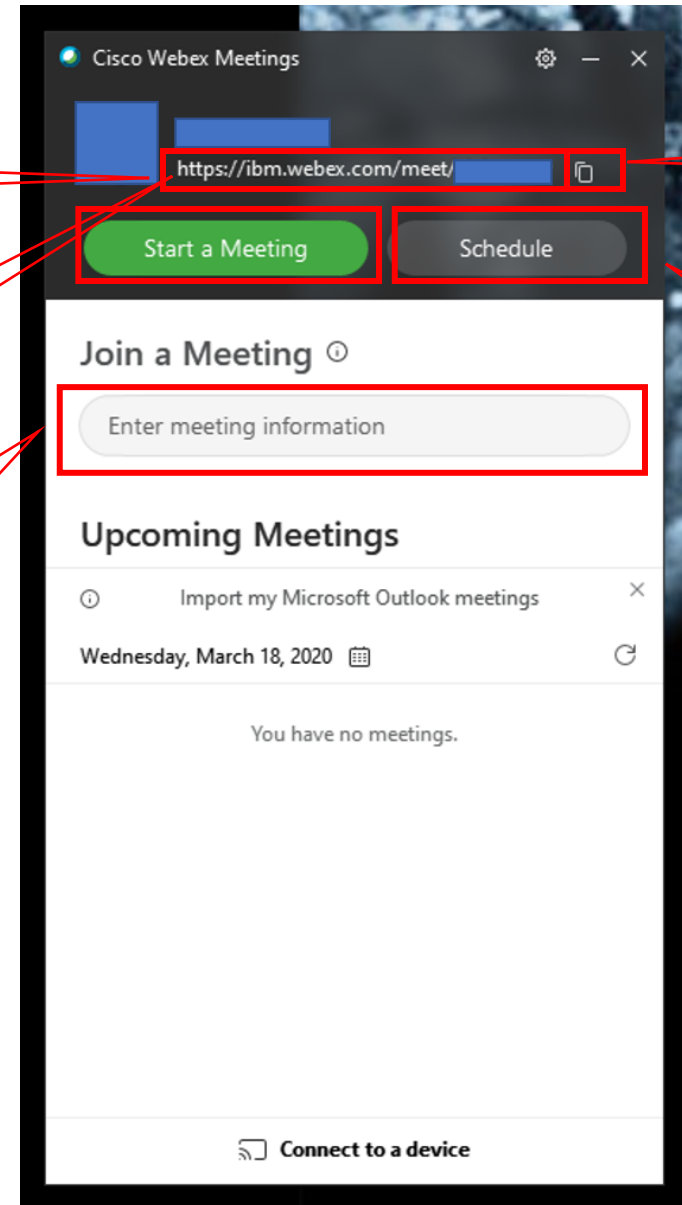 Cisco Webex Meetings
https://ibm.webex.com/meet/
Start a Meeting Schedule
Join a Meeting
Enter meeting information
Upcoming Meetings
Import my Microsoft Outlook meetings
Wednesday, March 18, 2020
You have no meetings.
Connect to a device